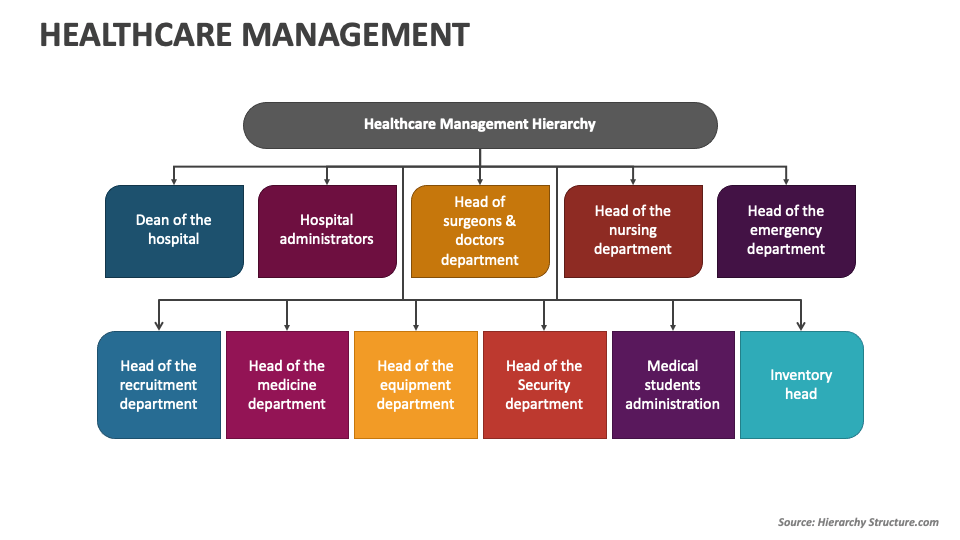 HEALTHCARE MANAGEMENT
Healthcare Management Hierarchy
Dean of the
hospital
Hospital
administrators
Head of
surgeons &
doctors
department
Head of the
nursing
department
Head of the
emergency
department
Head of the
recruitment
department
Head of the
medicine
department
Head of the
equipment
department
Head of the
Security
department
Medical
students
administration
Inventory
head
Source: Hierarchy Structure.com